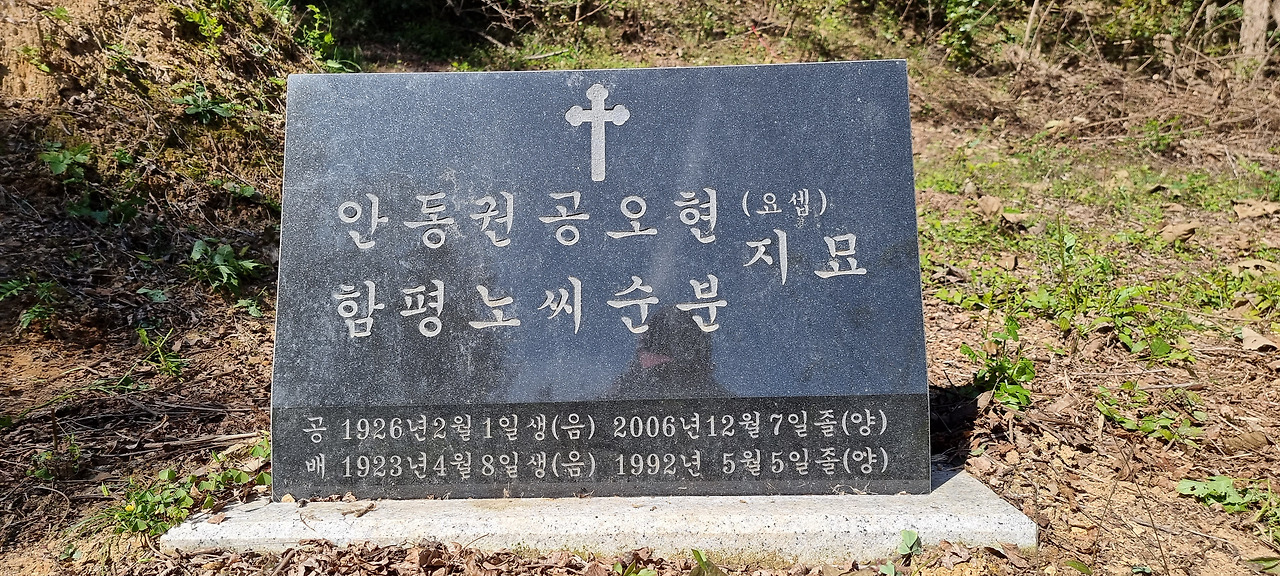 안동권공오현(요셉)
함평노씨순분
지묘
공 1926년2월1일생(음) 2006년12월7일졸(양)
배 1923년4월8일생(음) 1992년 5월5일졸(양)